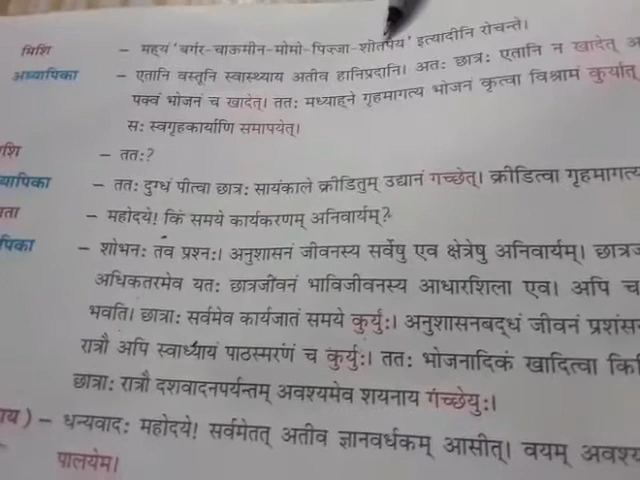 मिशि – मह्यं 'बर्गर-चाऊमीन-मोमो-पिज्जा-शीतपेय' इत्यादीनि रोचन्ते।
अध्यापिका – एतानि वस्तूनि स्वास्थ्याय अतीव हानिप्रदानि। अतः छात्रः एतानि न खादेत्
पक्वं भोजनं च खादेत्। ततः मध्याह्ने गृहमागत्य भोजनं कृत्वा विश्रामं कुर्यात्
सः स्वगृहकार्याणि समापयेत्।
शि – ततः?
यापिका – ततः दुग्धं पीत्वा छात्रः सायंकाले क्रीडितुम् उद्यानं गच्छेत्। क्रीडित्वा गृहमागत्य
ता – महोदये! किं समये कार्यकरणम् अनिवार्यम्?
पिका – शोभनः तव प्रश्नः। अनुशासनं जीवनस्य सर्वेषु एव क्षेत्रेषु अनिवार्यम्।
अधिकतरमेव यतः छात्रजीवनं भाविजीवनस्य आधारशिला एव। अपि च
भवति। छात्राः सर्वमेव कार्यजातं समये कुर्युः। अनुशासनबद्धं जीवनं
रात्रौ अपि स्वाध्यायं पाठस्मरणं च कुर्युः। ततः भोजनादिकं खादित्वा
छात्राः रात्रौ दशवादनपर्यन्तम् अवश्यमेव शयनाय गच्छेयुः।
– धन्यवादः महोदये! सर्वमेतत् अतीव ज्ञानवर्धकम् आसीत्। वयम्
पालयेम।